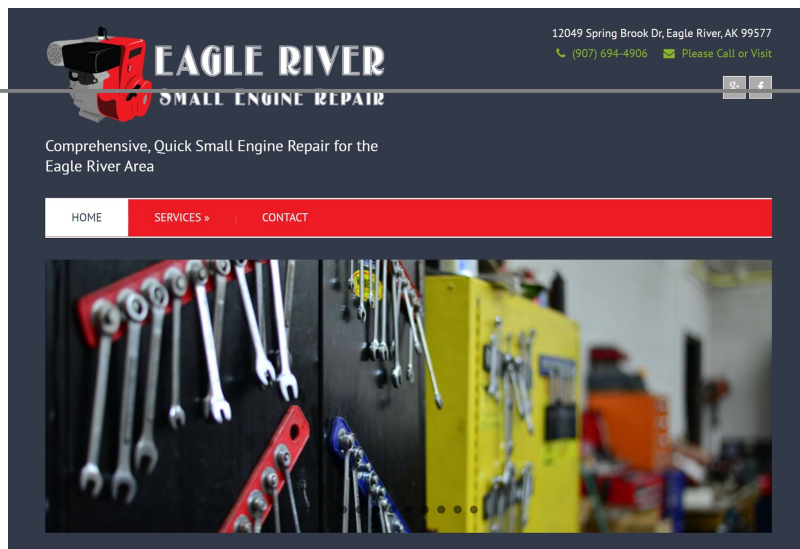 EAGLE RIVER
SMALL ENGINE REPAIR
12049 Spring Brook Dr, Eagle River, AK 99577
(907) 694-4906 Please Call or Visit
Comprehensive, Quick Small Engine Repair for the
Eagle River Area
HOME SERVICES » CONTACT